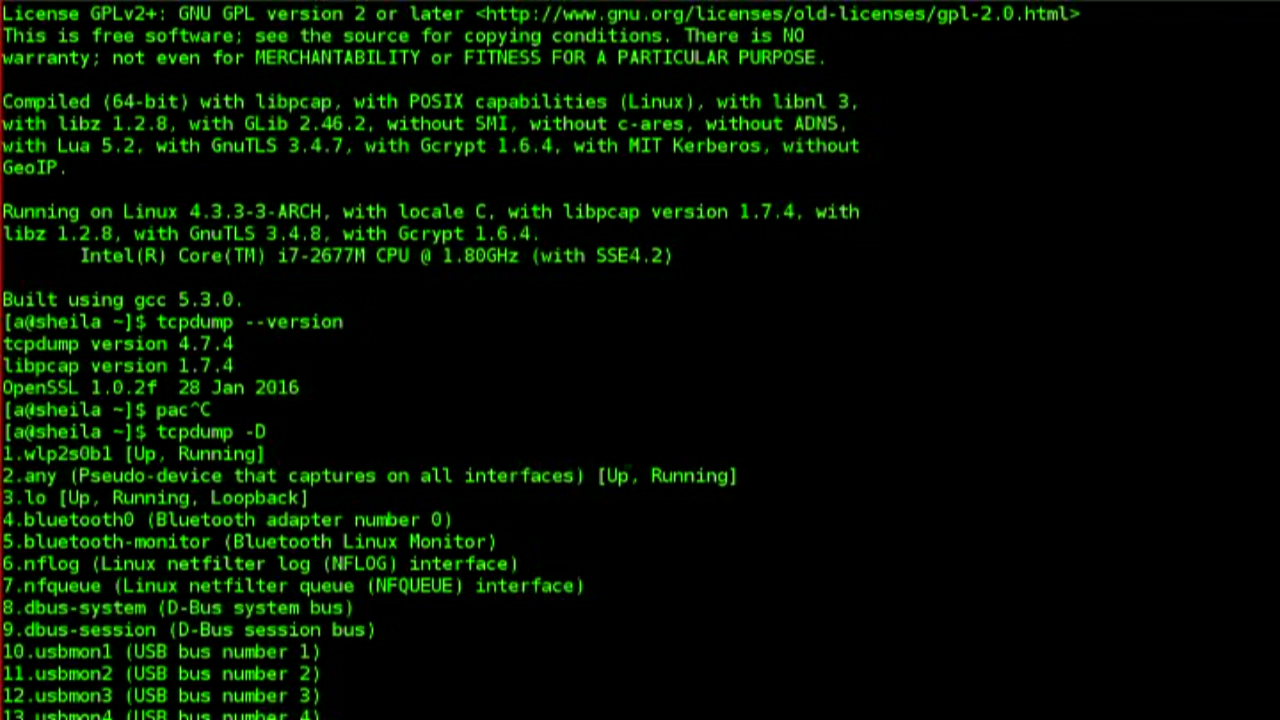 License GPLv2+: GNU GPL version 2 or later <http://www.gnu.org/licenses/old-licenses/gpl-2.0.html>
This is free software; see the source for copying conditions. There is NO
warranty; not even for MERCHANTABILITY or FITNESS FOR A PARTICULAR PURPOSE.
Compiled (64-bit) with libpcap, with POSIX capabilities (Linux), with libnl 3,
with libz 1.2.8, with GLib 2.46.2, without SMI, without c-ares, without ADNS,
with Lua 5.2, with GnuTLS 3.4.7, with Gcrypt 1.6.4, with MIT Kerberos, without
GeoIP.
Running on Linux 4.3.3-3-ARCH, with locale C, with libpcap version 1.7.4, with
libz 1.2.8, with GnuTLS 3.4.8, with Gcrypt 1.6.4.
Intel(R) Core(TM) i7-2677M CPU @ 1.80GHz (with SSE4.2)
Built using gcc 5.3.0.
[a@sheila ~]$ tcpdump --version
tcpdump version 4.7.4
libpcap version 1.7.4
OpenSSL 1.0.2f  28 Jan 2016
[a@sheila ~]$ pac^C
[a@sheila ~]$ tcpdump -D
1.wlp2s0b1 [Up, Running]
2.any (Pseudo-device that captures on all interfaces) [Up, Running]
3.lo [Up, Running, Loopback]
4.bluetooth0 (Bluetooth adapter number 0)
5.bluetooth-monitor (Bluetooth Linux Monitor)
6.nflog (Linux netfilter log (NFLOG) interface)
7.nfqueue (Linux netfilter queue (NFQUEUE) interface)
8.dbus-system (D-Bus system bus)
9.dbus-session (D-Bus session bus)
10.usbmon1 (USB bus number 1)
11.usbmon2 (USB bus number 2)
12.usbmon3 (USB bus number 3)
13.usbmon4 (USB bus number 4)